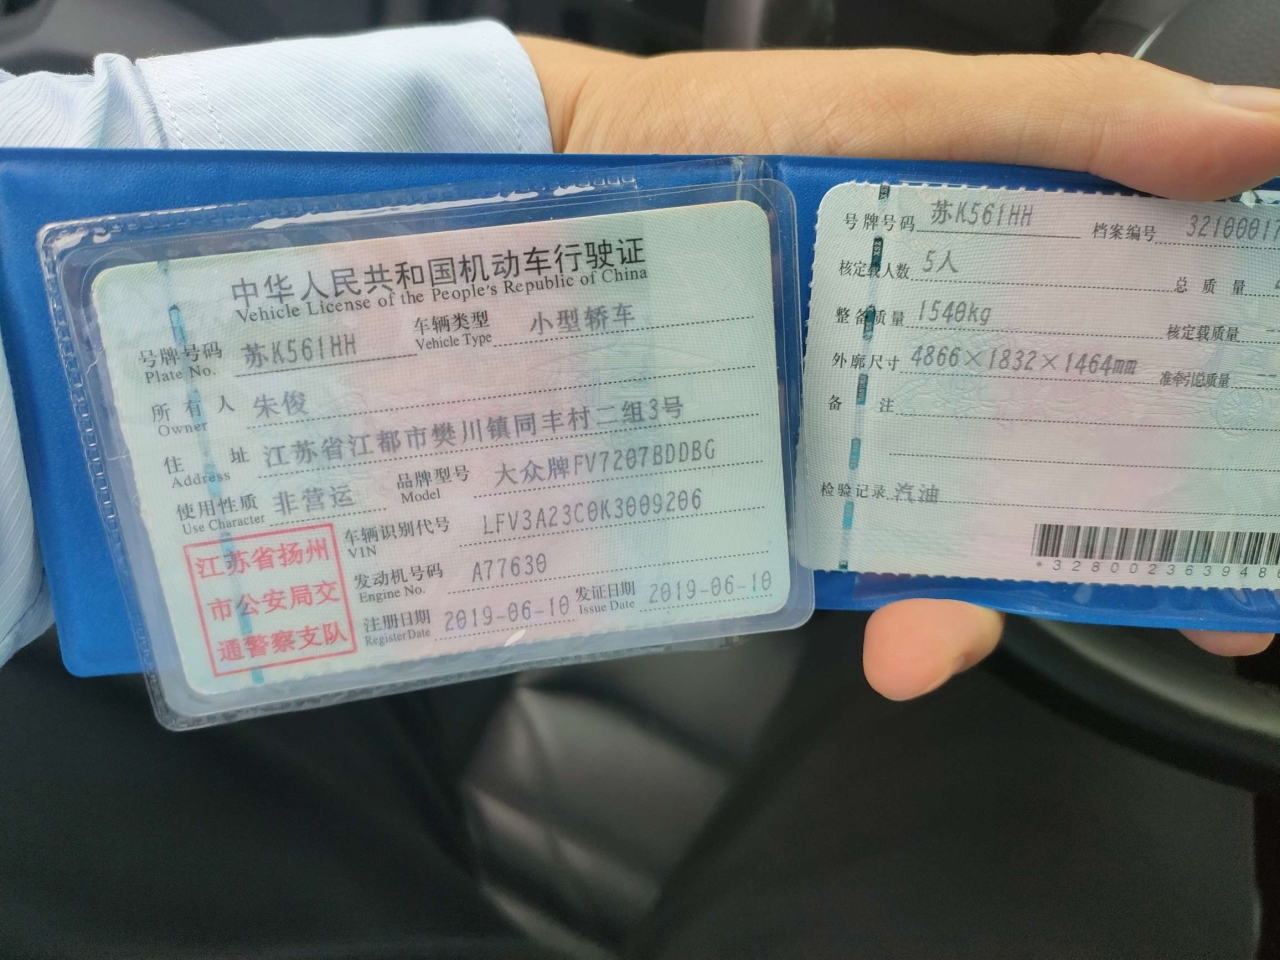 中华人民共和国机动车行驶证
Vehicle License of the People's Republic of China
号牌号码 苏K561HH 车辆类型 小型轿车
Plate No. Vehicle Type
所有人 朱俊
Owner
住址 江苏省江都市樊川镇同丰村二组3号
Address
使用性质 非营运 品牌型号 大众牌FV7207BDDBG
Use Character Model
车辆识别代号 LFV3A23C0K3009206
VIN
发动机号码 A77630
Engine No.
注册日期 2019-06-10 发证日期 2019-06-10
Register Date Issue Date
江苏省扬州
市公安局交
通警察支队
号牌号码 苏K561HH 档案编号 3210001
核定载人数 5人 总质量
整备质量 1540kg 核定载质量 --
外廓尺寸 4866×1832×1464mm 准牵引总质量 --
备注
检验记录 汽油
*328002363948